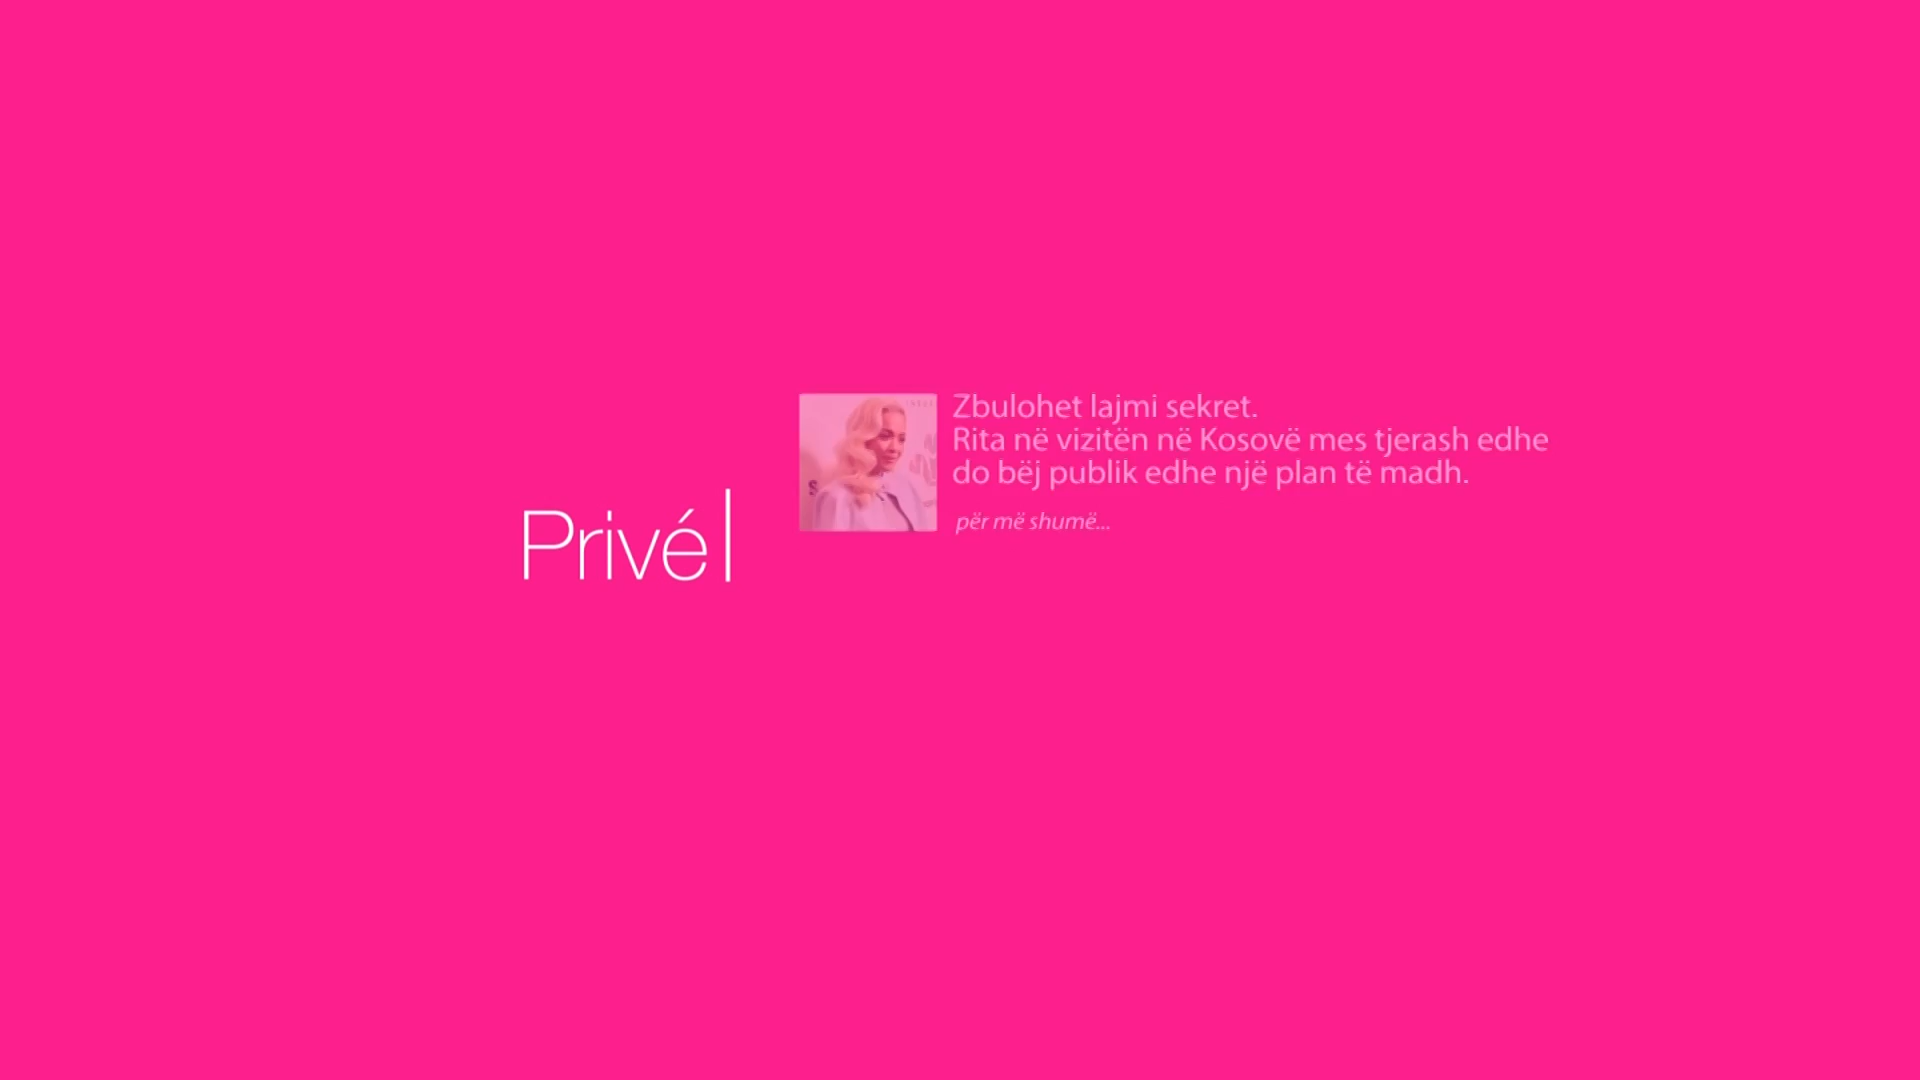 Privé
Zbulohet lajmi sekret.
Rita në vizitën në Kosovë mes tjerash edhe
do bëj publik edhe një plan të madh.
për më shumë...